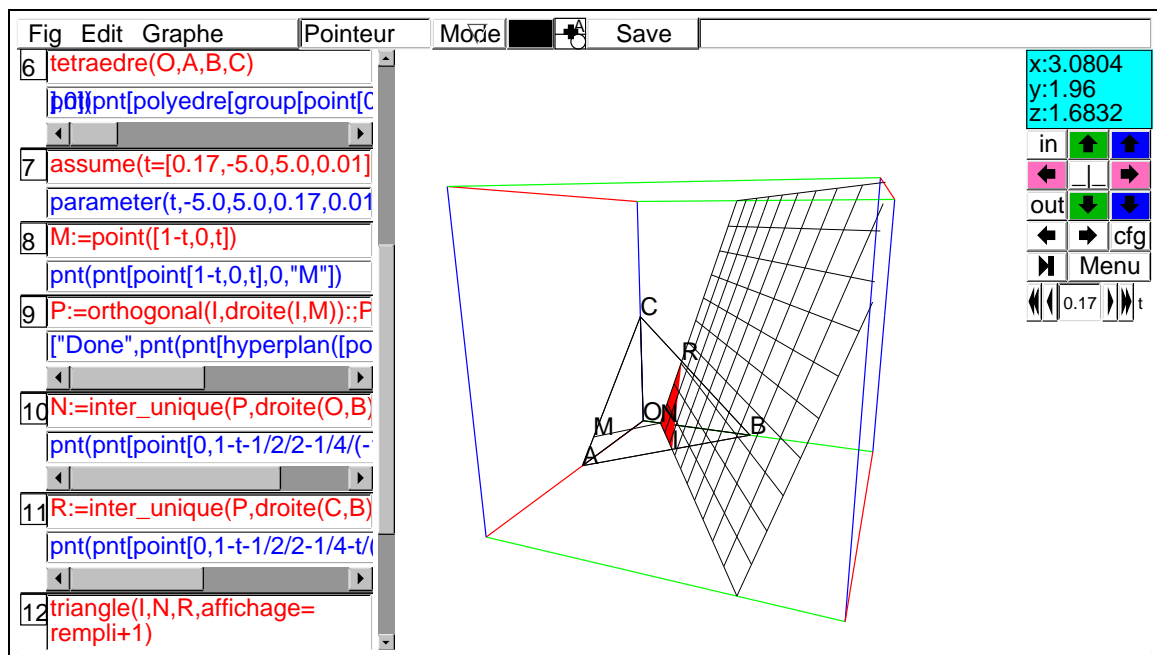 Fig Edit Graphe Pointeur Mode Save
6 tetraedre(O,A,B,C)
pnt(pnt[polyedre[group[point[0
7 assume(t=[0.17,-5.0,5.0,0.01]
parameter(t,-5.0,5.0,0.17,0.01
8 M:=point([1-t,0,t])
pnt(pnt[point[1-t,0,t],0,"M"])
9 P:=orthogonal(I,droite(I,M)):;P
["Done",pnt(pnt[hyperplan([po
10 N:=inter_unique(P,droite(O,B)
pnt(pnt[point[0,1-t-1/2/2-1/4/(-
11 R:=inter_unique(P,droite(C,B)
pnt(pnt[point[0,1-t-1/2/2-1/4-t/(
12 triangle(I,N,R,affichage=
rempli+1)
C
R
O
N
M
B
I
A
x:3.0804
y:1.96
z:1.6832
in
_|_
out
cfg
Menu
0.17 t